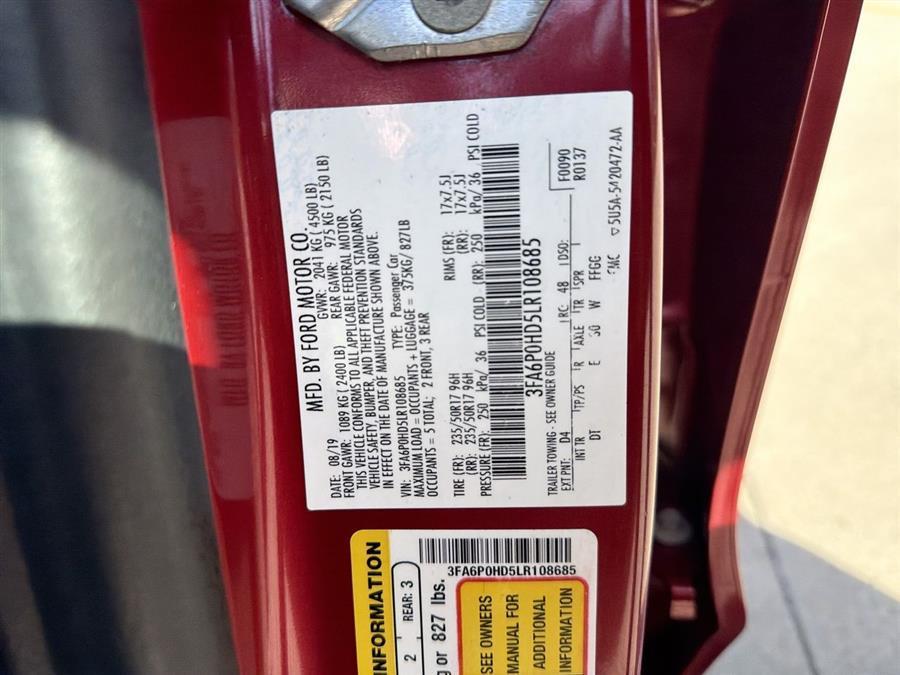 MFD. BY FORD MOTOR CO.
DATE: 08/19 GVWR: 2041 KG ( 4500 LB)
FRONT GAWR: 1089 KG ( 2400 LB) REAR GAWR: 975 KG ( 2150 LB)
THIS VEHICLE CONFORMS TO ALL APPLICABLE FEDERAL MOTOR
VEHICLE SAFETY, BUMPER, AND THEFT PREVENTION STANDARDS
IN EFFECT ON THE DATE OF MANUFACTURE SHOWN ABOVE.
VIN: 3FA6P0HD5LR108685 TYPE: Passenger Car
MAXIMUM LOAD = OCCUPANTS + LUGGAGE = 375KG/ 827LB
OCCUPANTS = 5 TOTAL; 2 FRONT, 3 REAR
TIRE (FR): 235/50R17 96H RIMS (FR): 17x7.5J
(RR): 235/50R17 96H (RR): 17x7.5J
PRESSURE (FR): 250 kPa/ 36 PSI COLD (RR): 250 kPa/ 36 PSI COLD
3FA6P0HD5LR108685
F0090
R0137
TRAILER TOWING - SEE OWNER GUIDE
EXT PNT: D4 RC: 48 DSO:
INT TR TP/PS R AXLE TR SPR
DT E W FFGG
5U5A-5420472-AA
INFORMATION
2 REAR: 3
g or 827 lbs.
3FA6P0HD5LR108685
SEE OWNERS
MANUAL FOR
ADDITIONAL
INFORMATION